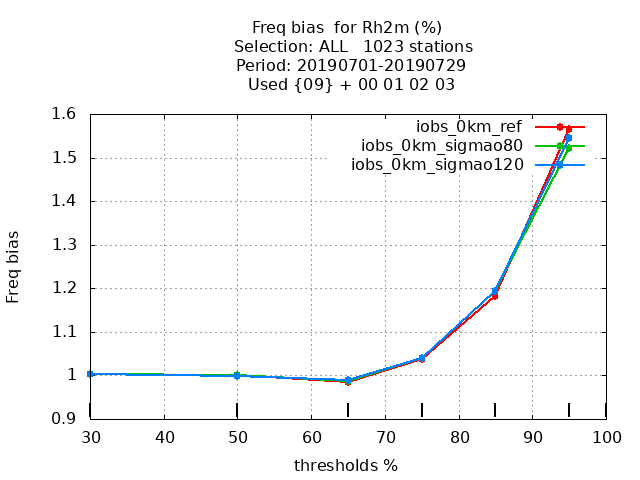 Freq bias  for Rh2m (%)
Selection: ALL   1023 stations
Period: 20190701-20190729
Used {09} + 00 01 02 03
iobs_0km_ref
iobs_0km_sigmao80
iobs_0km_sigmao120
Freq bias
1.6
1.5
1.4
1.3
1.2
1.1
1
0.9
30 40 50 60 70 80 90 100
thresholds %